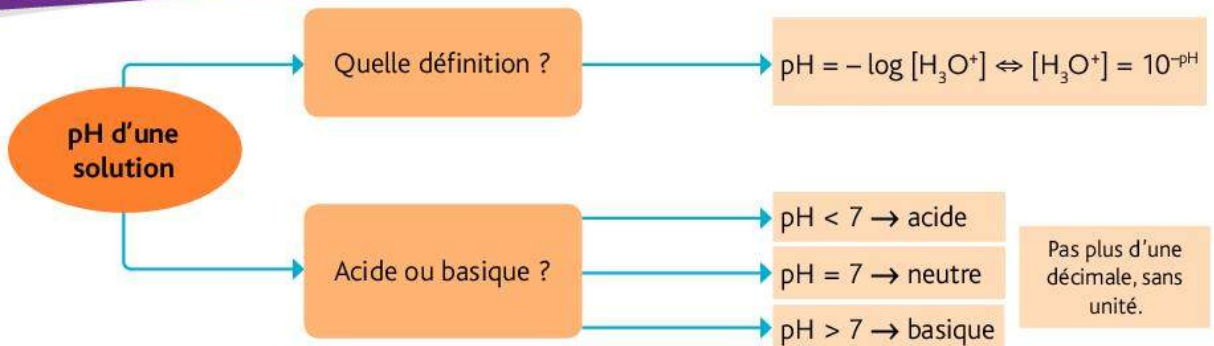 Quelle définition ?
pH = – log [H₃O⁺] ⇔ [H₃O⁺] = 10⁻ᵖᴴ
pH d'une
solution
Acide ou basique ?
pH < 7 → acide
pH = 7 → neutre
pH > 7 → basique
Pas plus d'une
décimale, sans
unité.